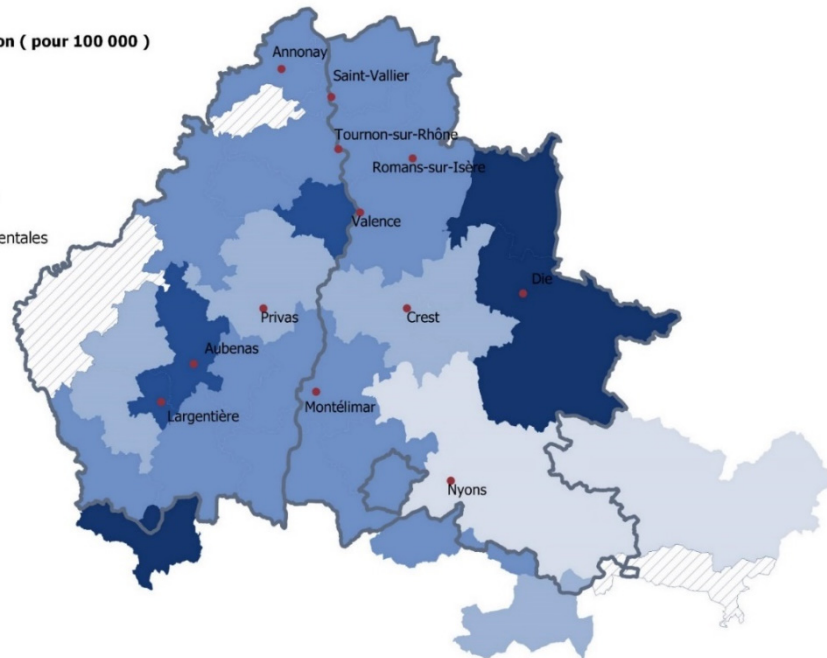 on ( pour 100 000 )
Annonay
Saint-Vallier
Tournon-sur-Rhône
Romans-sur-Isère
Valence
entales
Die
Privas
Crest
Aubenas
Montélimar
Largentière
Nyons